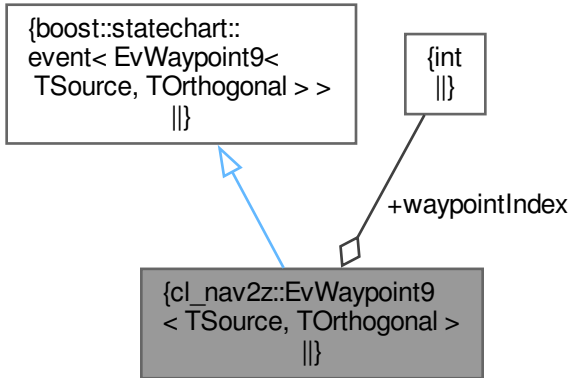 {boost::statechart::
event< EvWaypoint9<
TSource, TOrthogonal > >
||}
{int
||}
+waypointIndex
{cl_nav2z::EvWaypoint9
< TSource, TOrthogonal >
||}